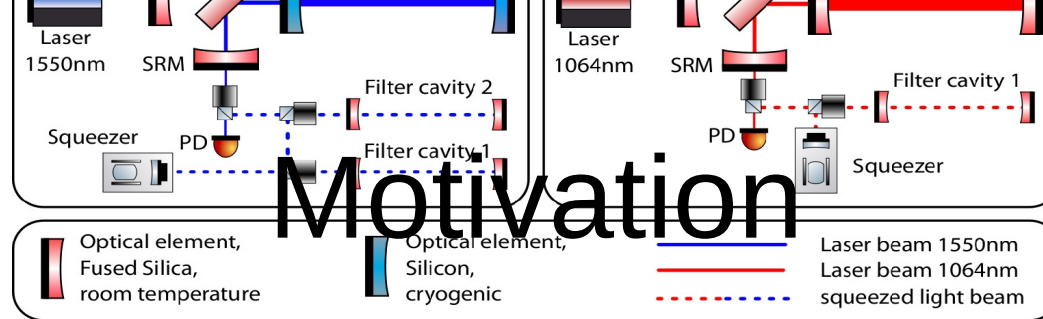 Laser
1550nm
SRM
Filter cavity 2
Squeezer
PD
Filter cavity 1
Laser
1064nm
SRM
Filter cavity 1
PD
Squeezer
Motivation
Optical element,
Fused Silica,
room temperature
Optical element,
Silicon,
cryogenic
Laser beam 1550nm
Laser beam 1064nm
squeezed light beam